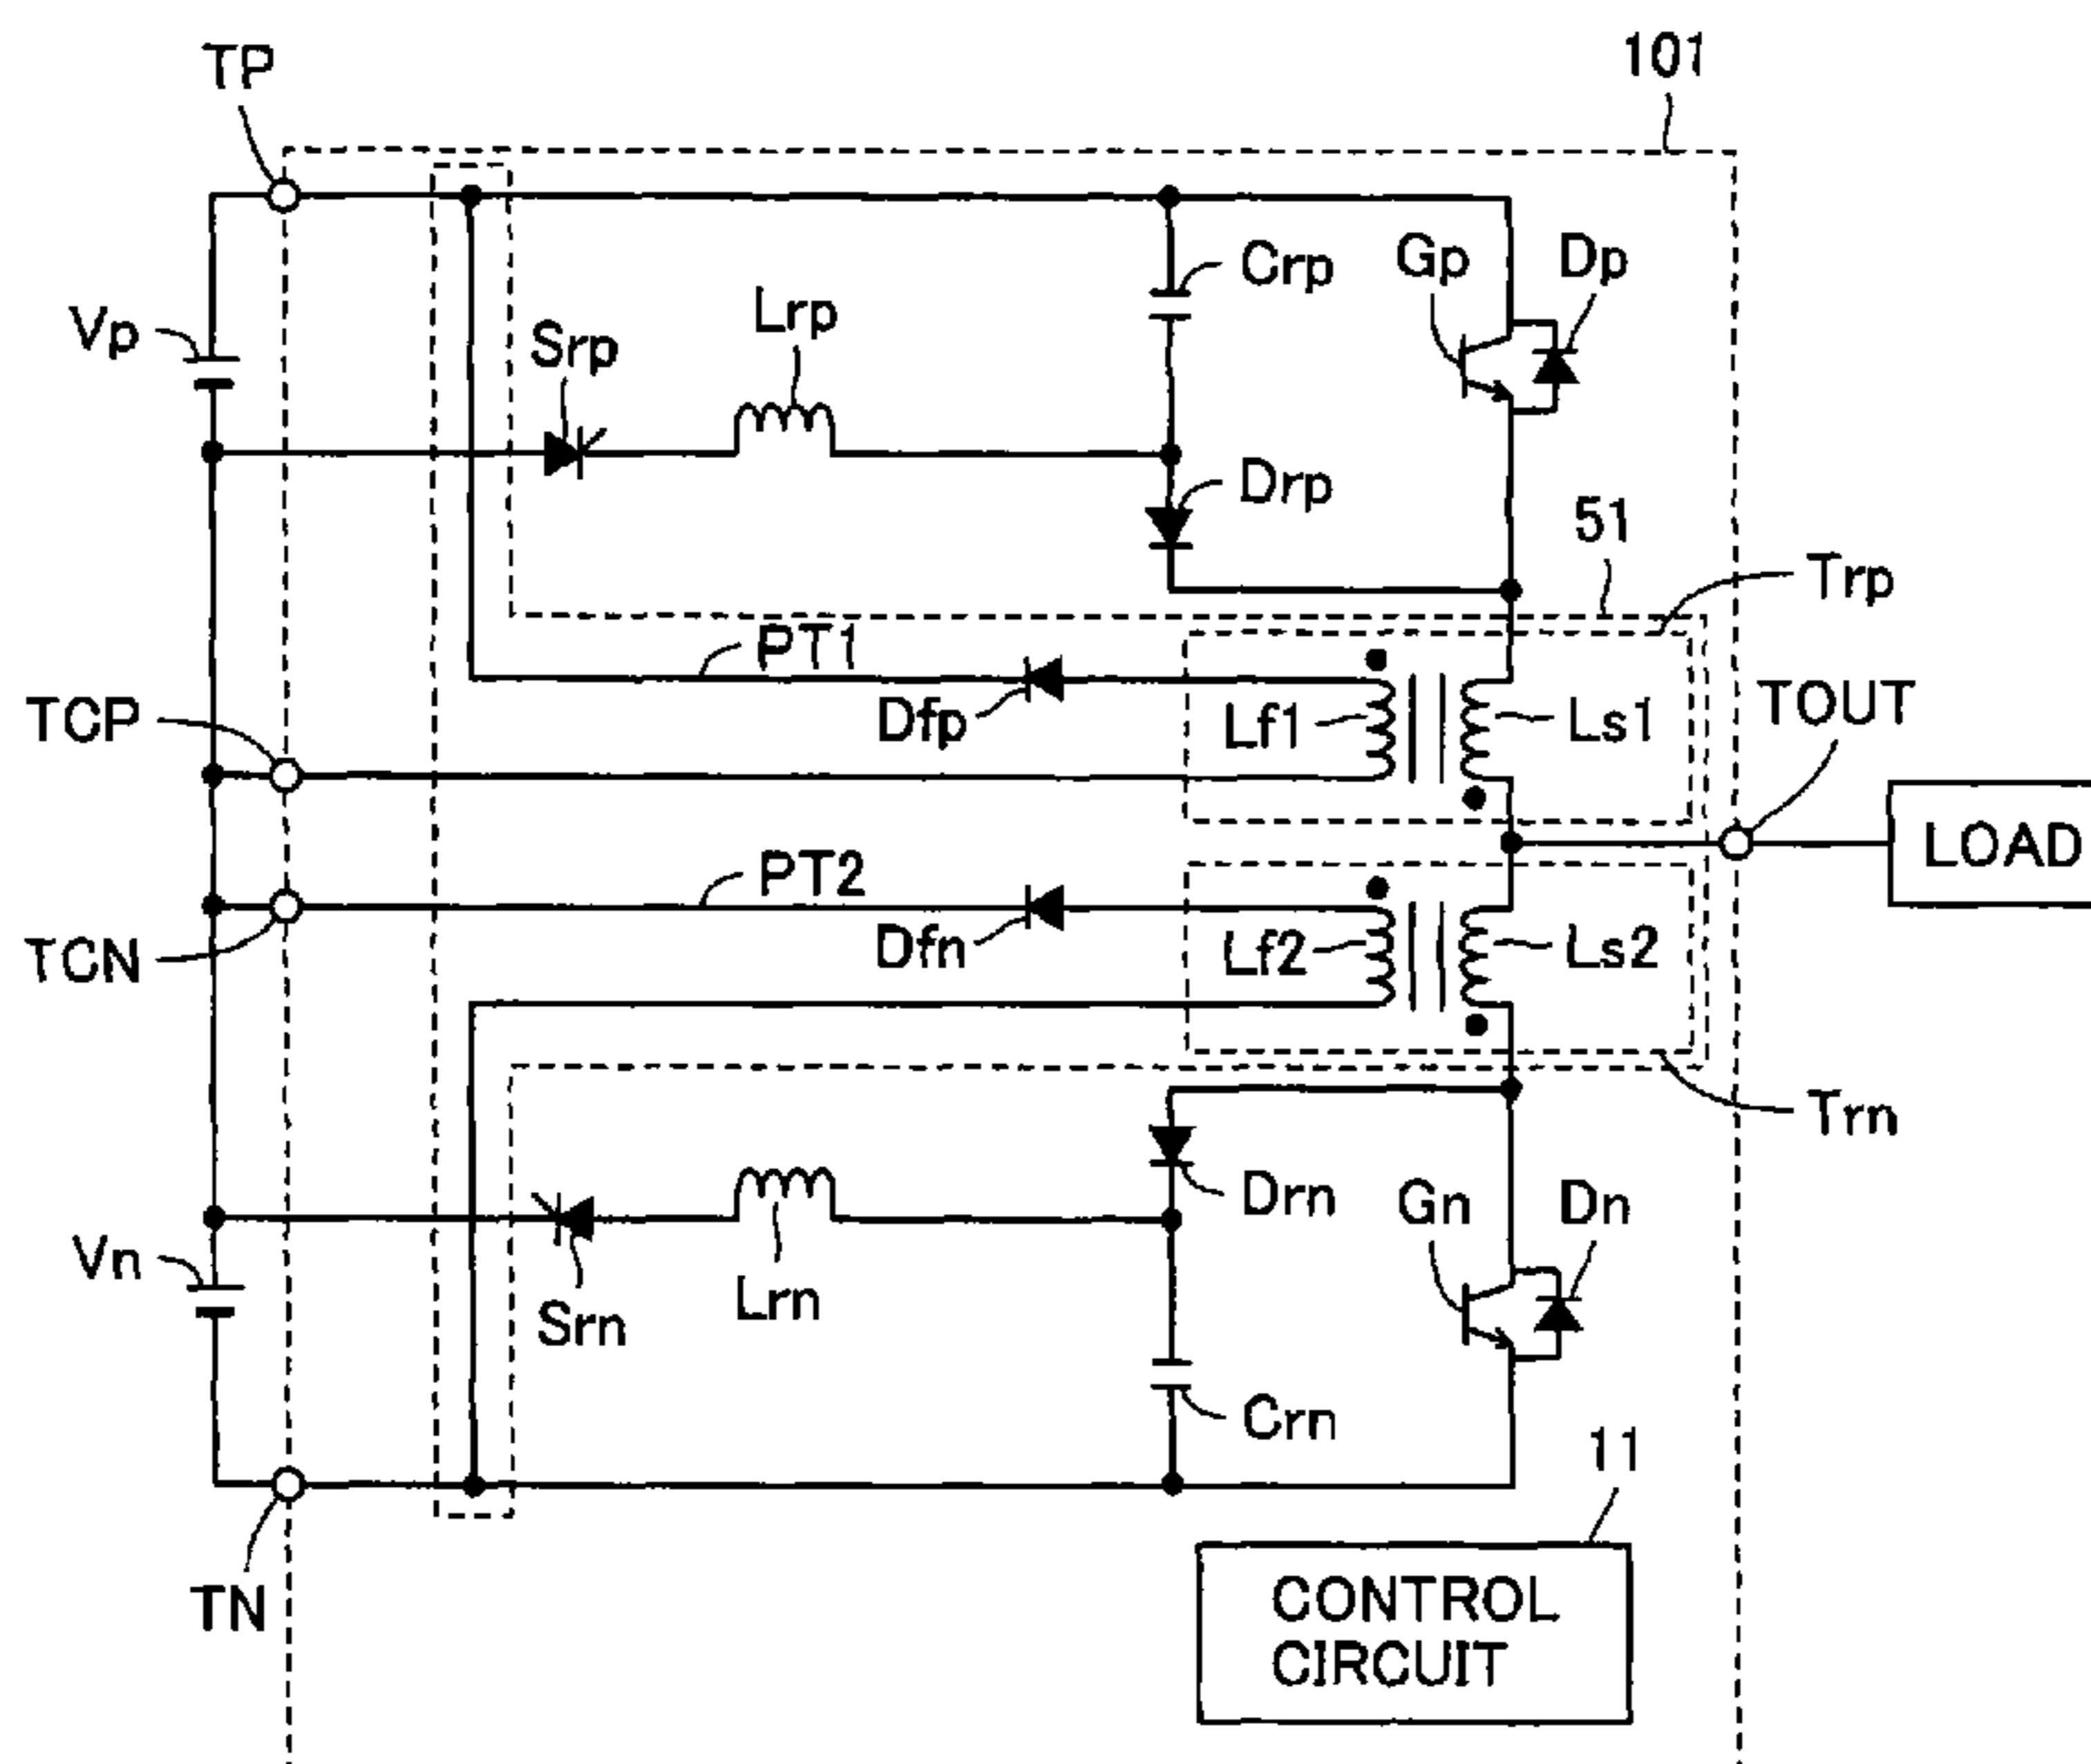 TP
101
Vp
Srp
Lrp
Crp
Gp
Dp
Drp
51
Trp
PT1
TCP
Dfp
Lf1
Ls1
TOUT
LOAD
PT2
TCN
Dfn
Lf2
Ls2
Trn
Drn
Gn
Dn
Vn
Srn
Lrn
Crn
11
TN
CONTROL
CIRCUIT